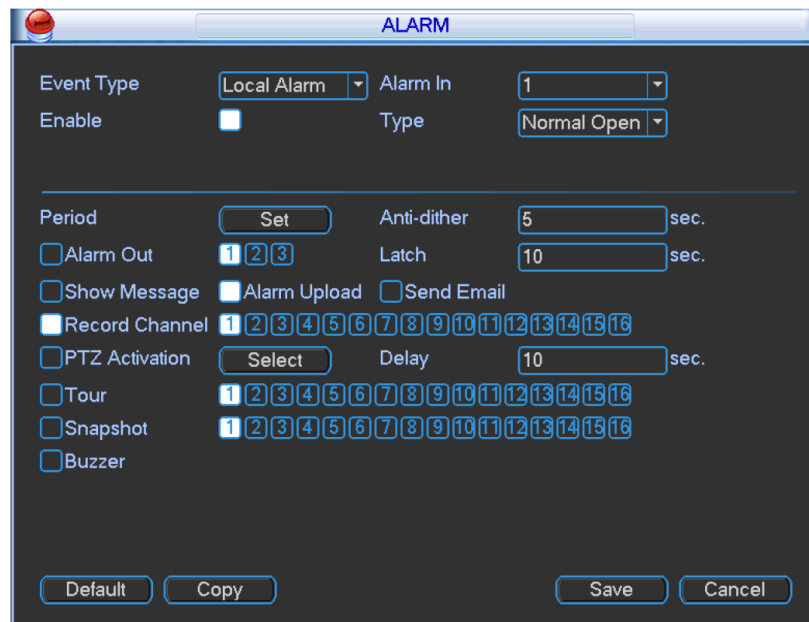 ALARM
Event Type Local Alarm Alarm In 1
Enable Type Normal Open
Period Set Anti-dither 5 sec.
Alarm Out 1 2 3 Latch 10 sec.
Show Message Alarm Upload Send Email
Record Channel 1 2 3 4 5 6 7 8 9 10 11 12 13 14 15 16
PTZ Activation Select Delay 10 sec.
Tour 1 2 3 4 5 6 7 8 9 10 11 12 13 14 15 16
Snapshot 1 2 3 4 5 6 7 8 9 10 11 12 13 14 15 16
Buzzer
Default Copy Save Cancel